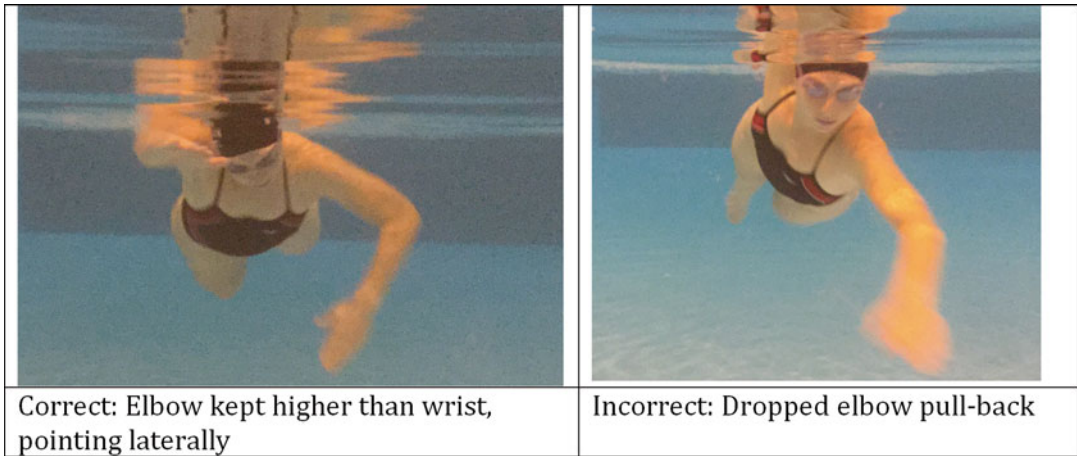 Correct: Elbow kept higher than wrist,
pointing laterally
Incorrect: Dropped elbow pull-back